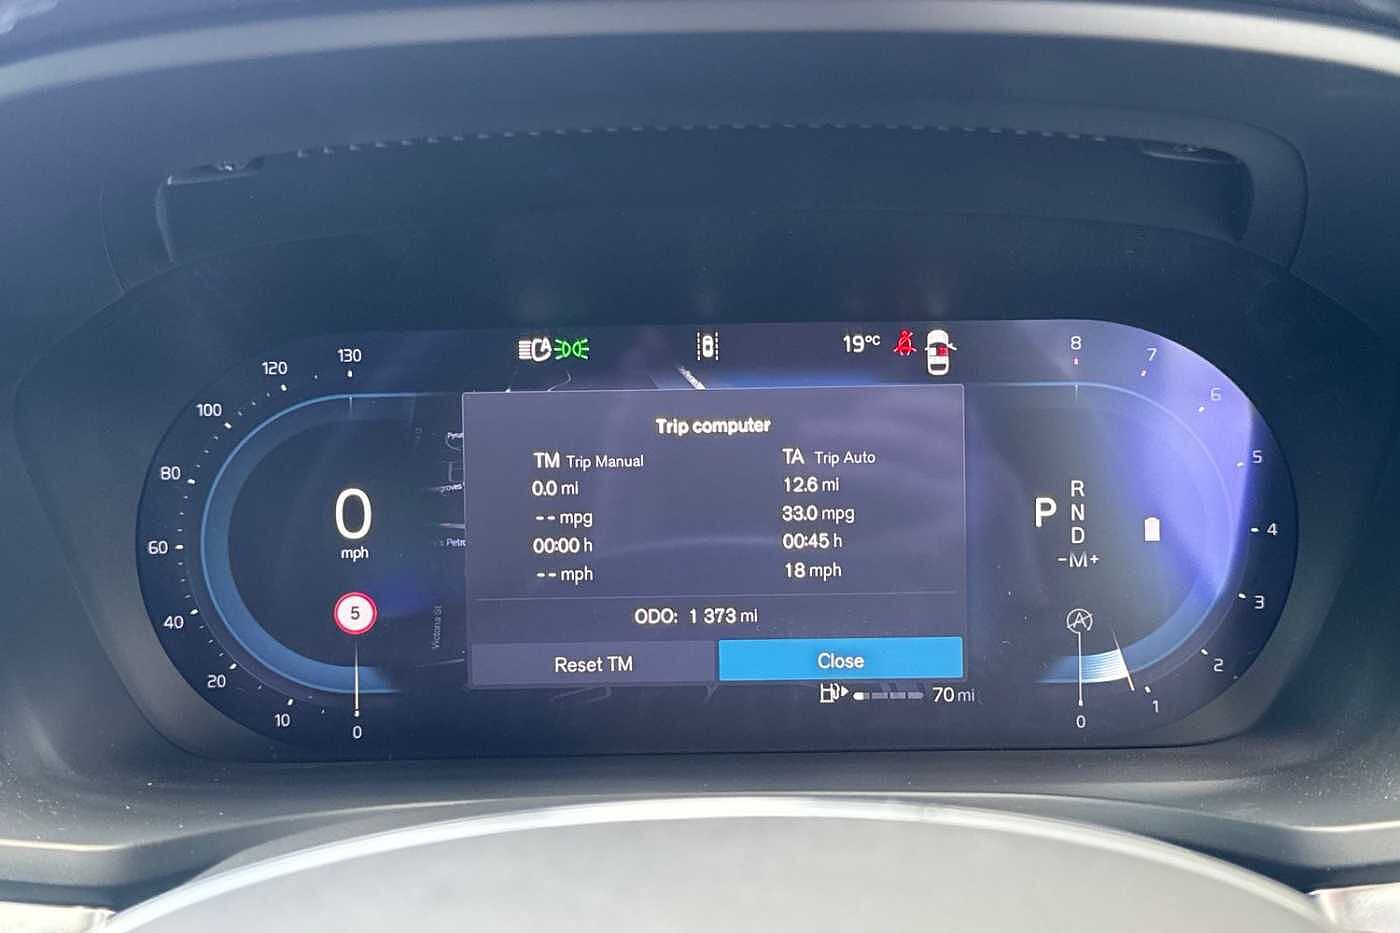 130
120
100
80
60
40
20
10
0
A
19°C
8
7
6
5
4
3
2
1
0
0
mph
5
Trip computer
TM Trip Manual
0.0 mi
-- mpg
00:00 h
-- mph
TA Trip Auto
12.6 mi
33.0 mpg
00:45 h
18 mph
ODO: 1 373 mi
Reset TM
Close
P
R
N
D
-M+
A
70 mi
Victoria St